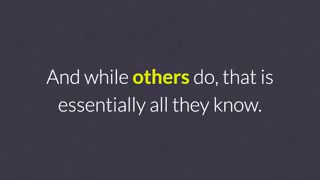 And while others do, that is
essentially all they know.